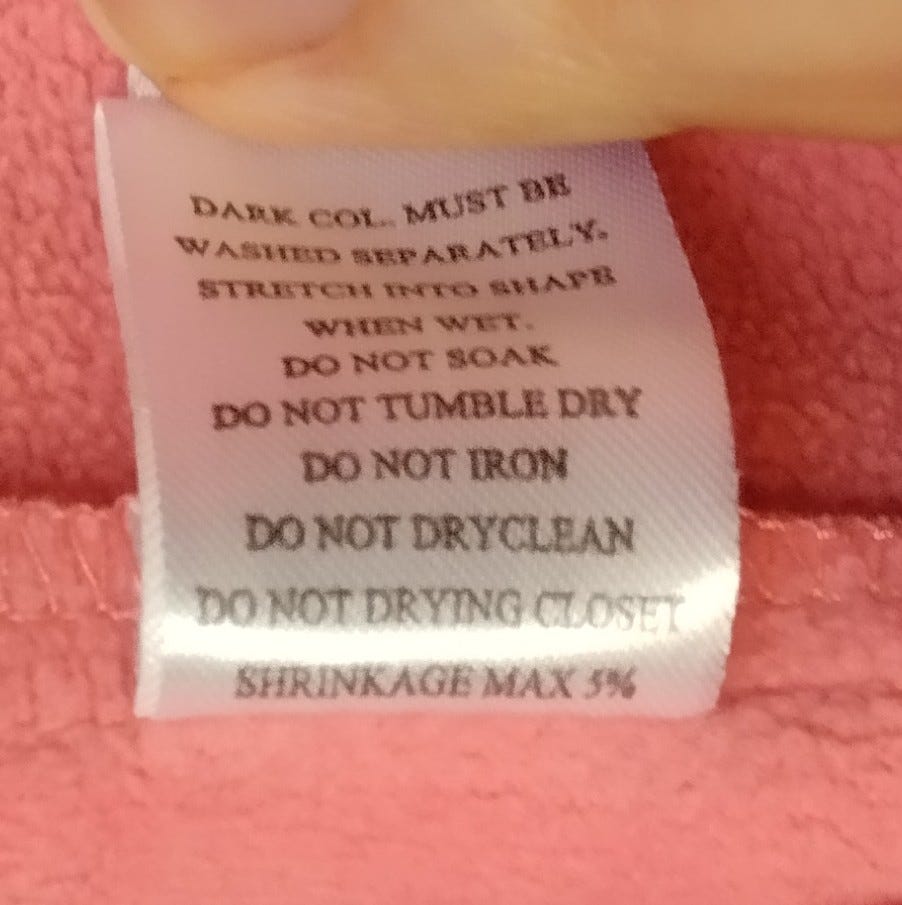 DARK COL. MUST BE
WASHED SEPARATELY.
STRETCH INTO SHAPE
WHEN WET.
DO NOT SOAK
DO NOT TUMBLE DRY
DO NOT IRON
DO NOT DRYCLEAN
DO NOT DRYING CLOSET
SHRINKAGE MAX 5%